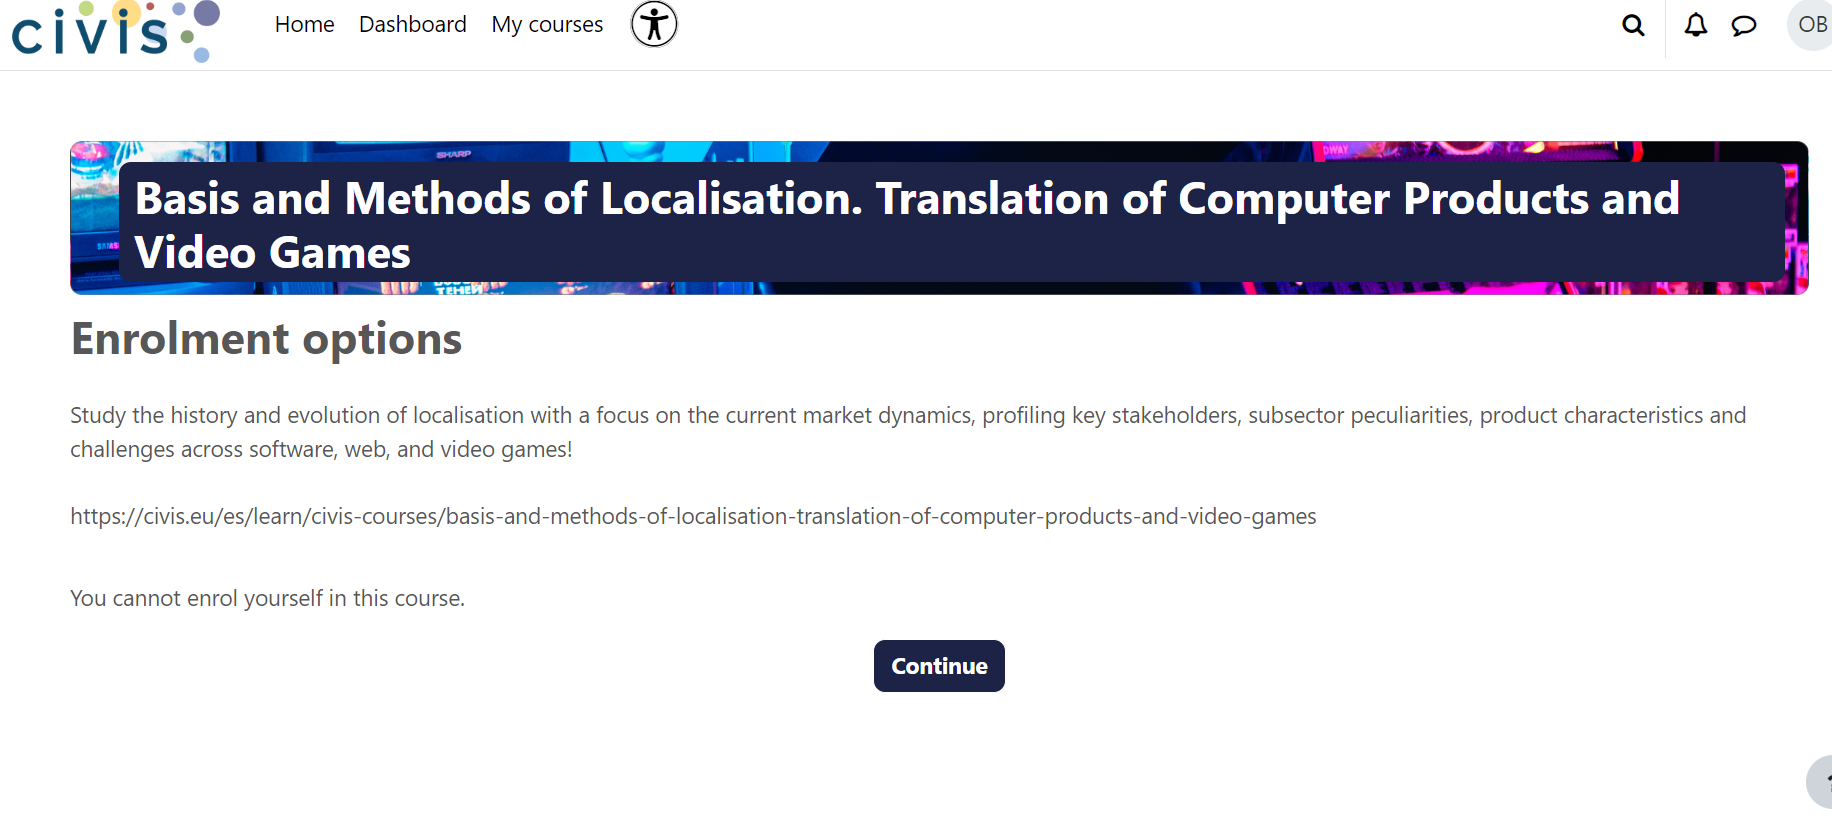 civis
Home Dashboard My courses
OB
SHARP
Basis and Methods of Localisation. Translation of Computer Products and
Video Games
Enrolment options
Study the history and evolution of localisation with a focus on the current market dynamics, profiling key stakeholders, subsector peculiarities, product characteristics and
challenges across software, web, and video games!
https://civis.eu/es/learn/civis-courses/basis-and-methods-of-localisation-translation-of-computer-products-and-video-games
You cannot enrol yourself in this course.
Continue